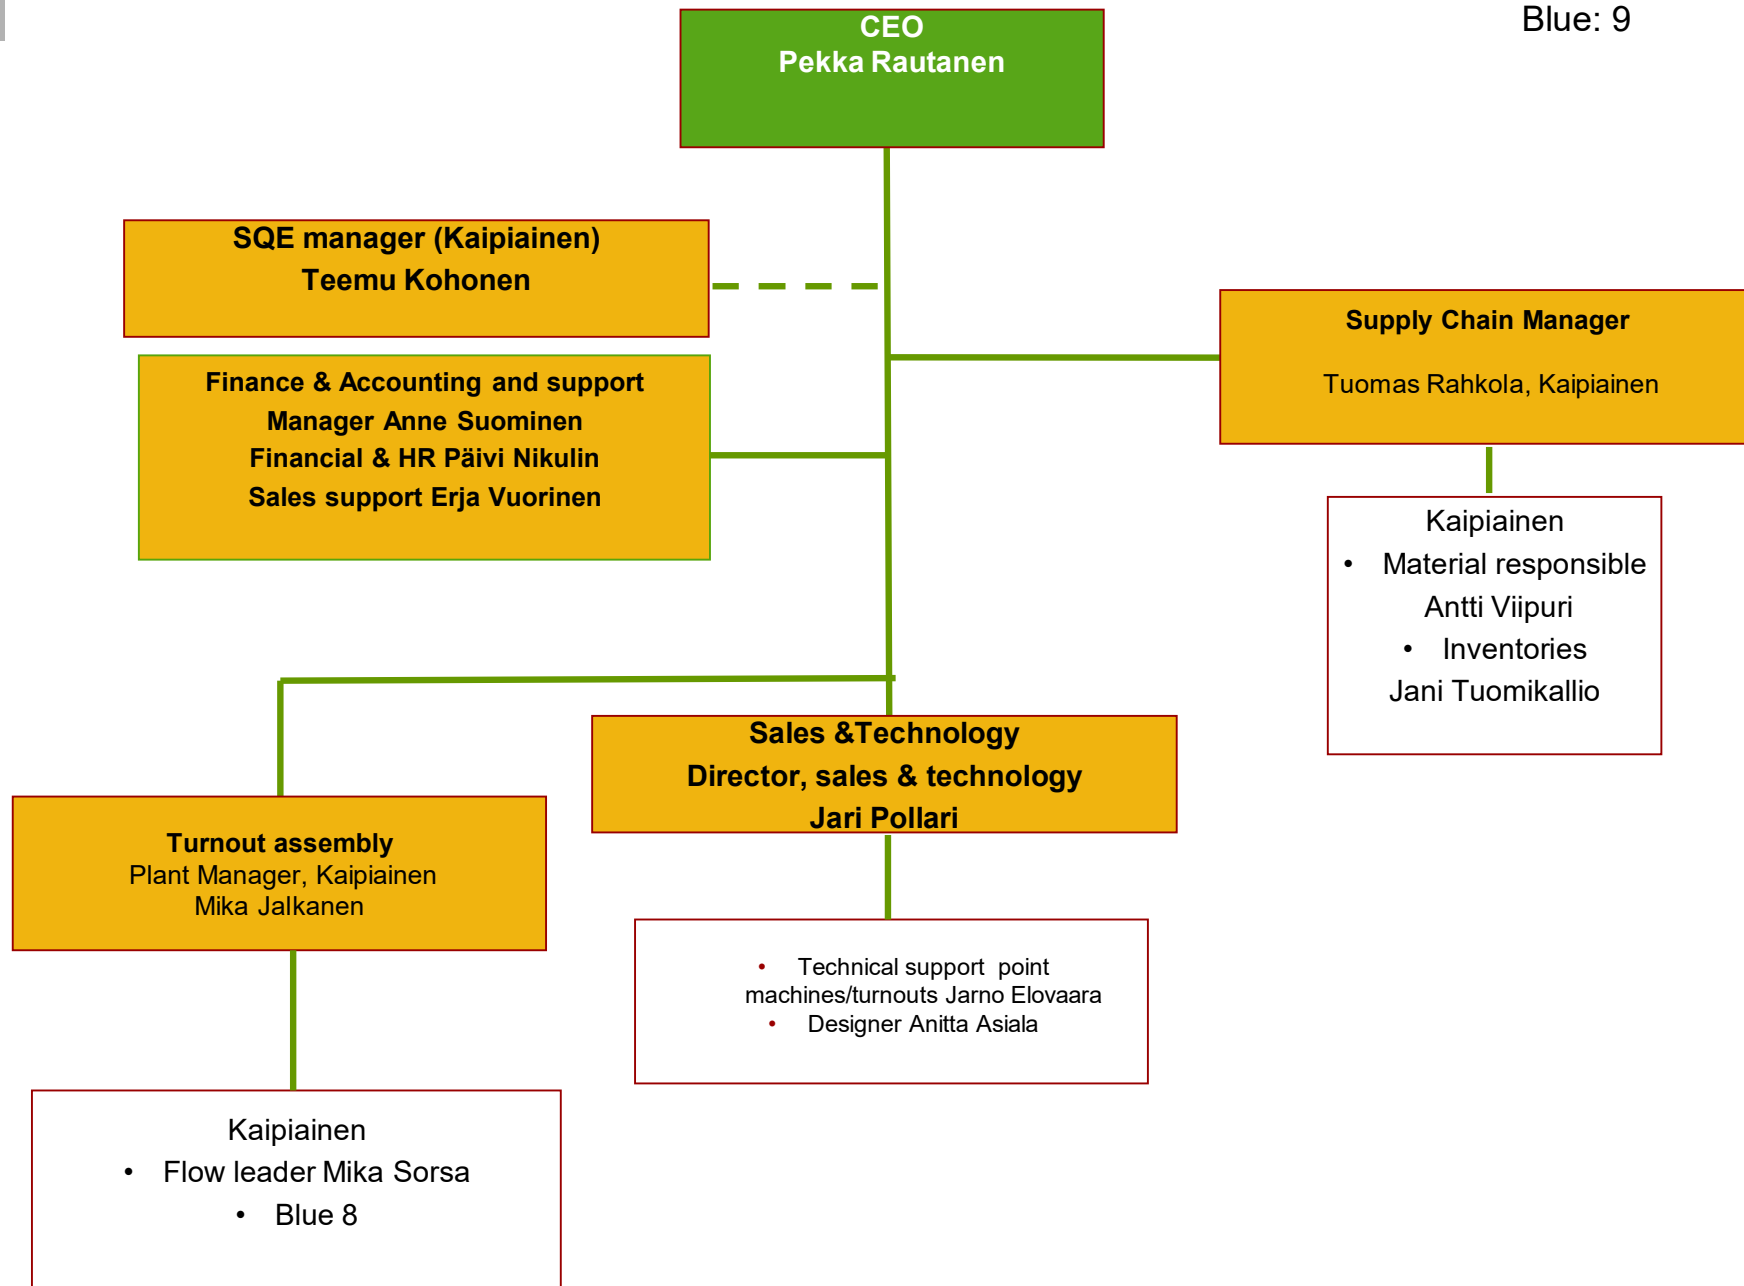 Blue: 9
CEO
Pekka Rautanen
SQE manager (Kaipiainen)
Teemu Kohonen
Finance & Accounting and support
Manager Anne Suominen
Financial & HR Päivi Nikulin
Sales support Erja Vuorinen
Supply Chain Manager
Tuomas Rahkola, Kaipiainen
Kaipiainen
• Material responsible
Antti Viipuri
• Inventories
Jani Tuomikallio
Sales &Technology
Director, sales & technology
Jari Pollari
Turnout assembly
Plant Manager, Kaipiainen
Mika Jalkanen
• Technical support point
machines/turnouts Jarno Elovaara
• Designer Anitta Asiala
Kaipiainen
• Flow leader Mika Sorsa
• Blue 8